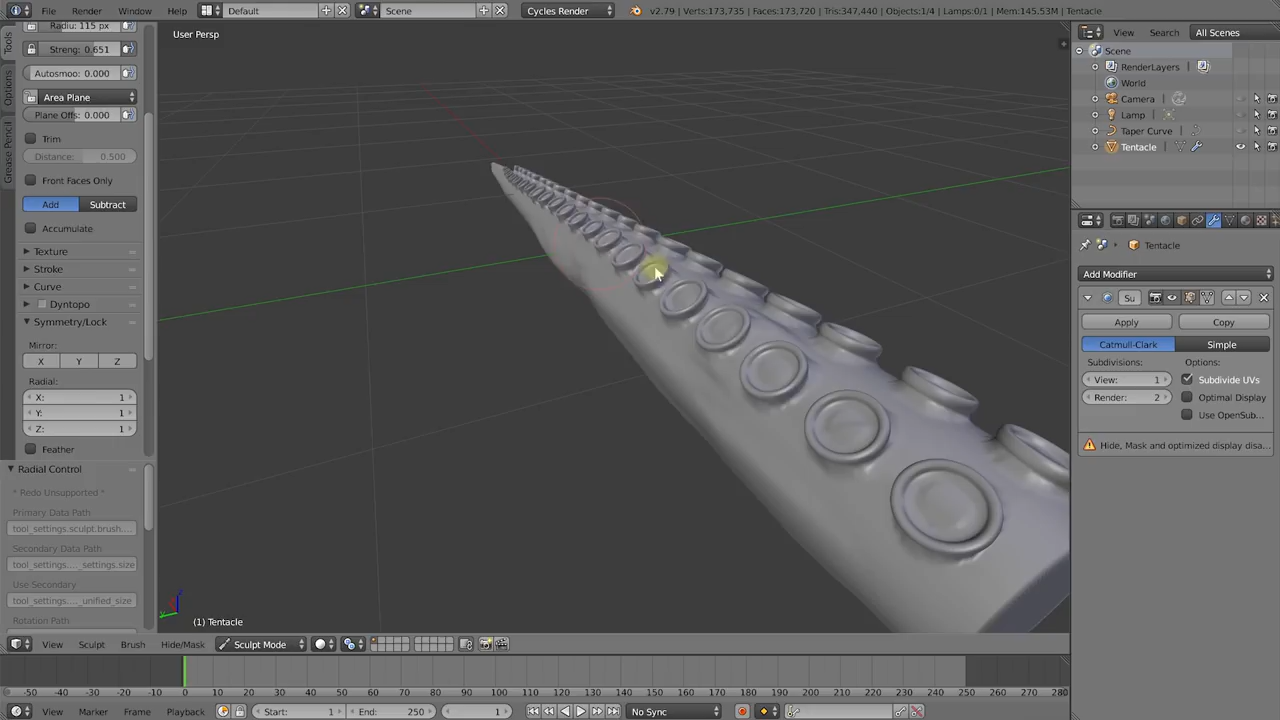 File Render Window Help Default Scene Cycles Render v2.79 | Verts:173,735 | Faces:173,720 | Tris:347,440 | Objects:1/4 | Lamps:0/1 | Mem:145.53M | Tentacle
Radiu: 115 px
Streng: 0.651
Autosmoo: 0.000
Area Plane
Plane Offs: 0.000
Trim
Distance: 0.500
Front Faces Only
Add Subtract
Accumulate
Texture
Stroke
Curve
Dyntopo
Symmetry/Lock
Mirror:
X Y Z
Radial:
X: 1
Y: 1
Z: 1
Feather
Radial Control
* Redo Unsupported *
Primary Data Path
tool_settings.sculpt.brush....
Secondary Data Path
tool_settings...._settings.size
Use Secondary
tool_settings...._unified_size
Rotation Path
Tools
Options
Grease Pencil
User Persp
(1) Tentacle
View Search All Scenes
Scene
RenderLayers
World
Camera
Lamp
Taper Curve
Tentacle
Tentacle
Add Modifier
Su
Apply Copy
Catmull-Clark Simple
Subdivisions: Options:
View: 1 Subdivide UVs
Render: 2 Optimal Display
Use OpenSub...
Hide, Mask and optimized display disa...
View Sculpt Brush Hide/Mask Sculpt Mode
-50 -40 -30 -20 -10 0 10 20 30 40 50 60 70 80 90 100 110 120 130 140 150 160 170 180 190 200 210 220 230 240 250 260 270 280
View Marker Frame Playback Start: 1 End: 250 1 No Sync